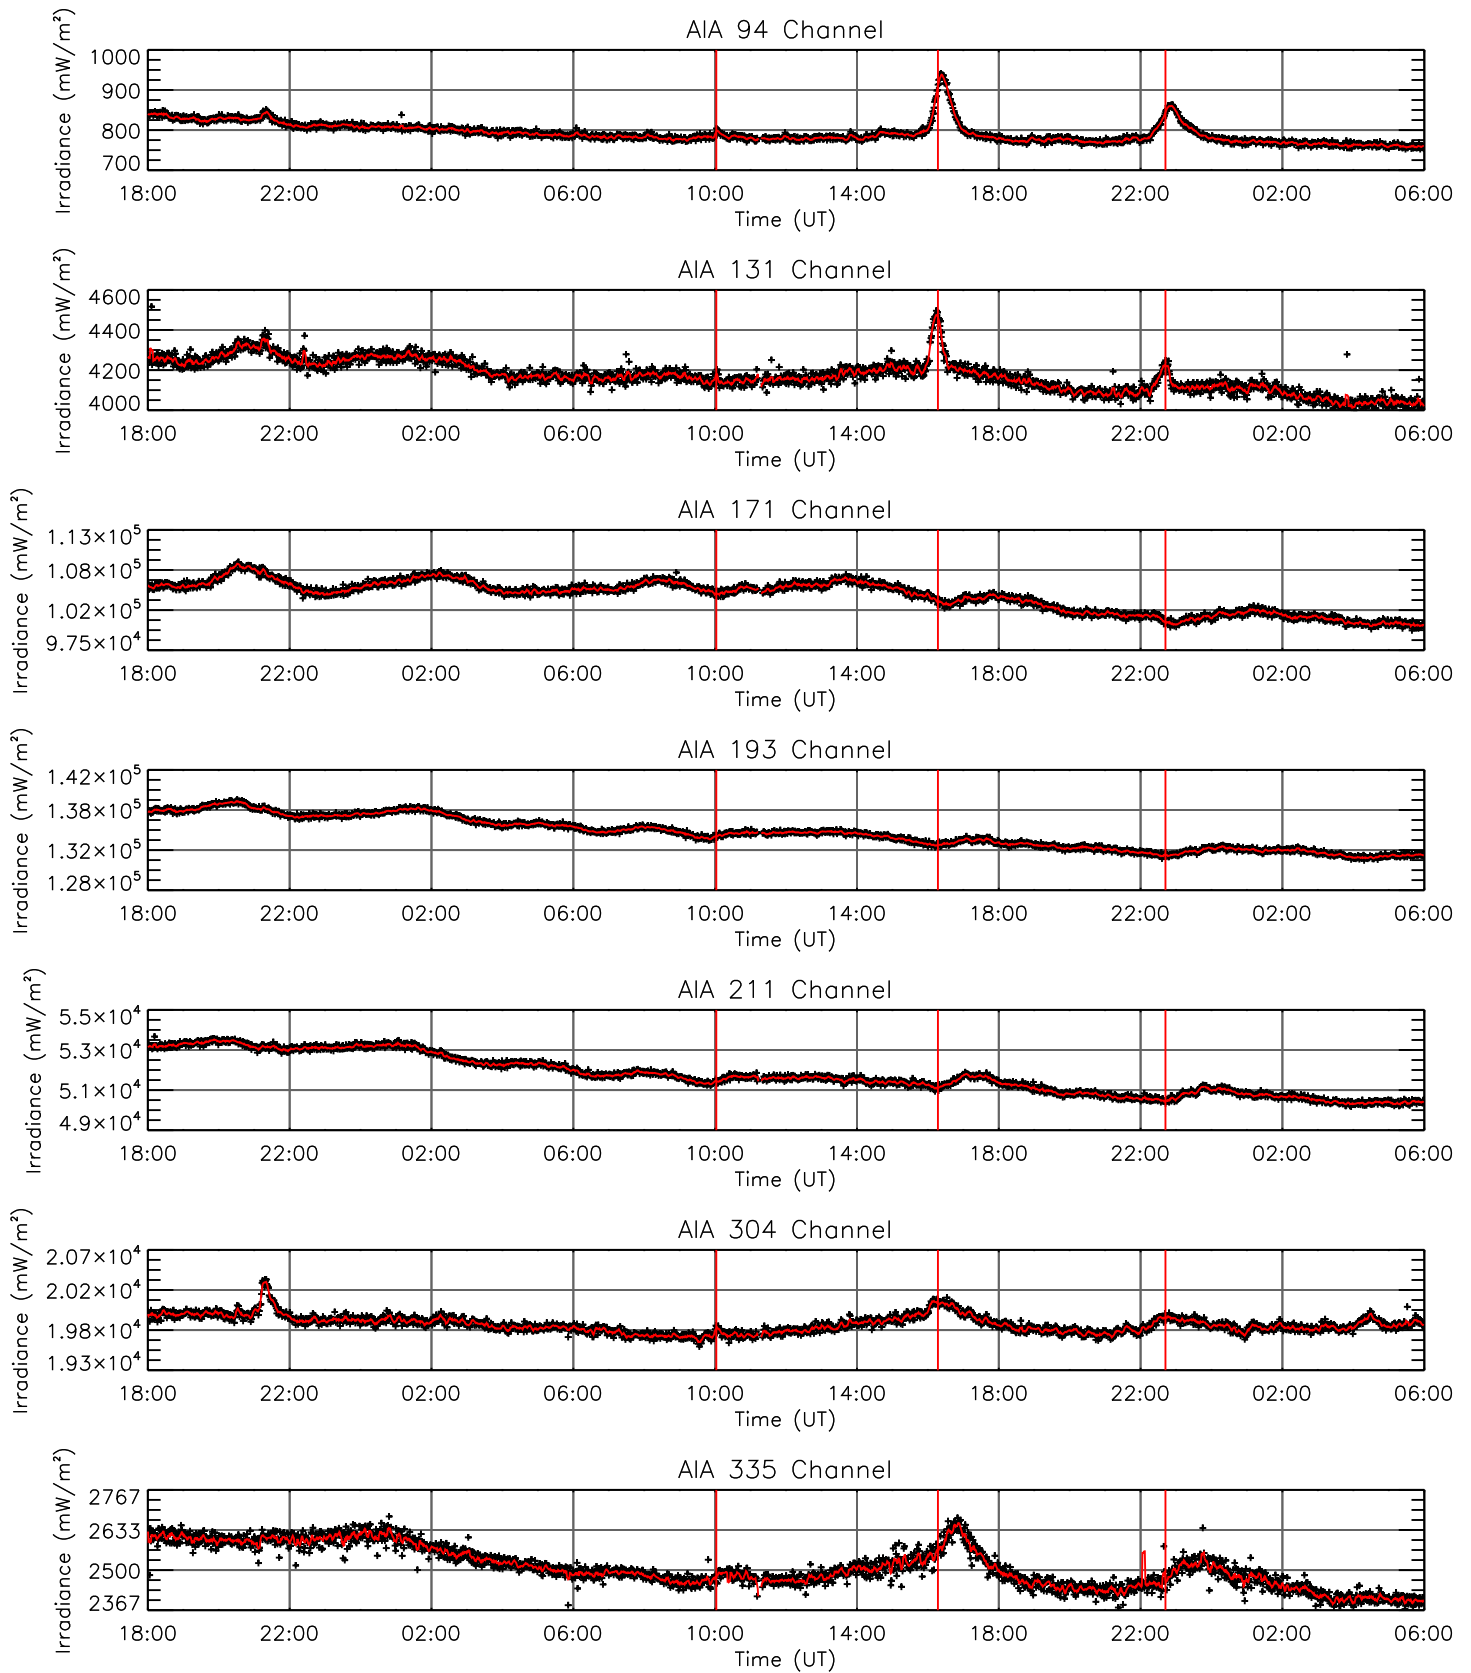 AIA 94 Channel
Irradiance (mW/m²)
1000
900
800
700
18:00 22:00 02:00 06:00 10:00 14:00 18:00 22:00 02:00 06:00
Time (UT)
AIA 131 Channel
Irradiance (mW/m²)
4600
4400
4200
4000
18:00 22:00 02:00 06:00 10:00 14:00 18:00 22:00 02:00 06:00
Time (UT)
AIA 171 Channel
Irradiance (mW/m²)
1.13×10⁵
1.08×10⁵
1.02×10⁵
9.75×10⁴
18:00 22:00 02:00 06:00 10:00 14:00 18:00 22:00 02:00 06:00
Time (UT)
AIA 193 Channel
Irradiance (mW/m²)
1.42×10⁵
1.38×10⁵
1.32×10⁵
1.28×10⁵
18:00 22:00 02:00 06:00 10:00 14:00 18:00 22:00 02:00 06:00
Time (UT)
AIA 211 Channel
Irradiance (mW/m²)
5.5×10⁴
5.3×10⁴
5.1×10⁴
4.9×10⁴
18:00 22:00 02:00 06:00 10:00 14:00 18:00 22:00 02:00 06:00
Time (UT)
AIA 304 Channel
Irradiance (mW/m²)
2.07×10⁴
2.02×10⁴
1.98×10⁴
1.93×10⁴
18:00 22:00 02:00 06:00 10:00 14:00 18:00 22:00 02:00 06:00
Time (UT)
AIA 335 Channel
Irradiance (mW/m²)
2767
2633
2500
2367
18:00 22:00 02:00 06:00 10:00 14:00 18:00 22:00 02:00 06:00
Time (UT)